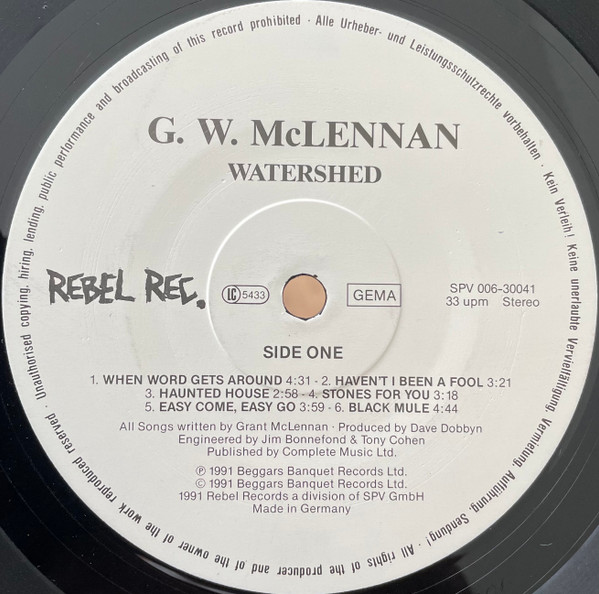 Unauthorised copying, hiring, lending, public performance and broadcasting of this record prohibited · Alle Urheber- und Leistungsschutzrechte vorbehalten · Kein Verleih! Keine unerlaubte Vervielfältigung, Vermietung, Aufführung, Sendung! · All rights of the producer and of the owner of the work reproduced reserved ·
G. W. McLENNAN
WATERSHED
REBEL REC.
LC 5433
GEMA
SPV 006-30041
33 upm Stereo
SIDE ONE
1. WHEN WORD GETS AROUND 4:31 - 2. HAVEN'T I BEEN A FOOL 3:21
3. HAUNTED HOUSE 2:58 - 4. STONES FOR YOU 3:18
5. EASY COME, EASY GO 3:59 - 6. BLACK MULE 4:44
All Songs written by Grant McLennan · Produced by Dave Dobbyn
Engineered by Jim Bonnefond & Tony Cohen
Published by Complete Music Ltd.
℗ 1991 Beggars Banquet Records Ltd.
© 1991 Beggars Banquet Records Ltd.
1991 Rebel Records a division of SPV GmbH
Made in Germany